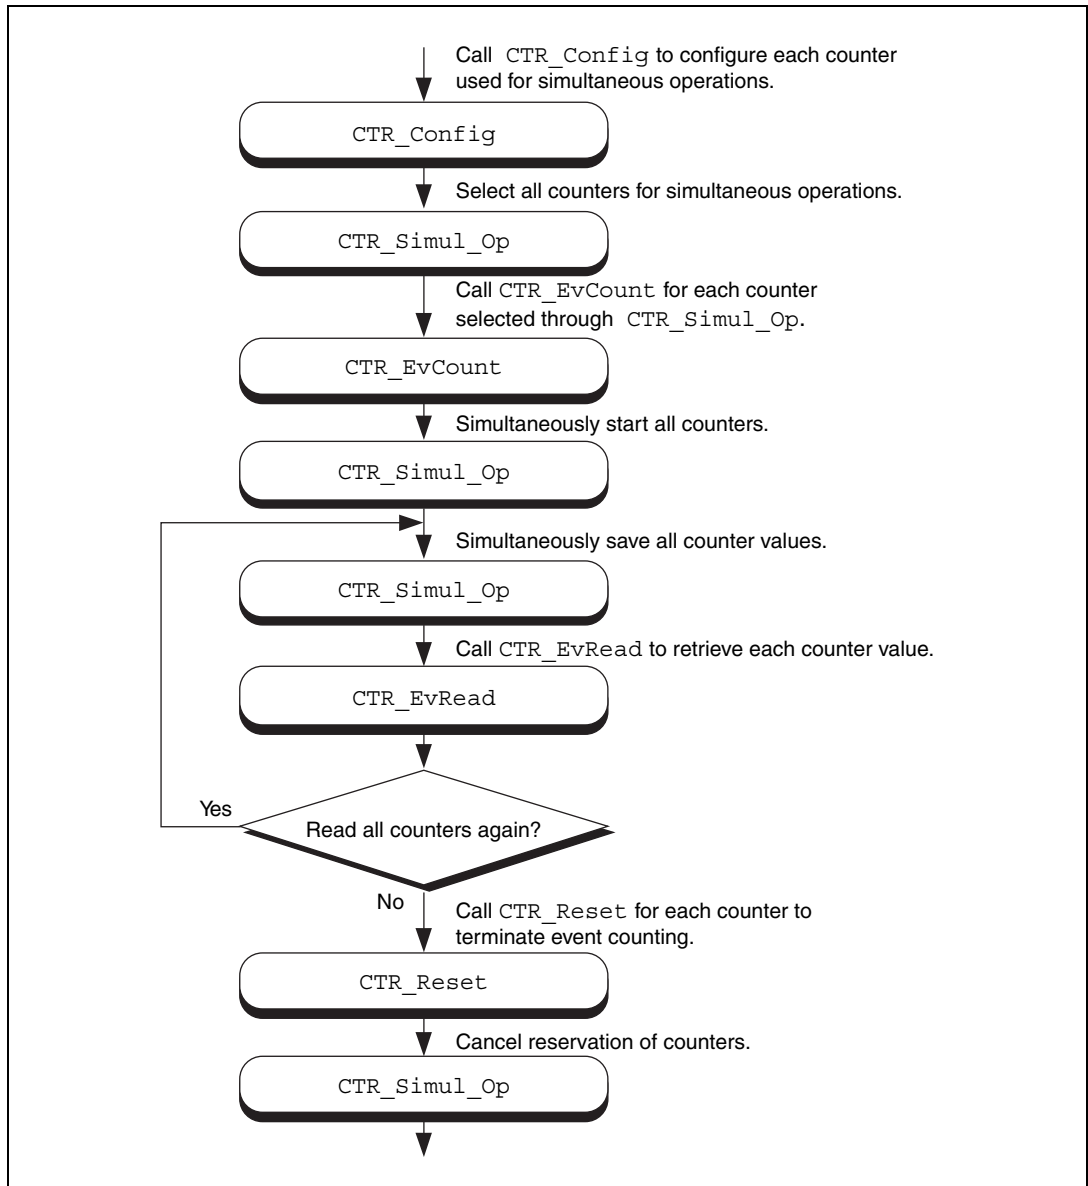 Call CTR_Config to configure each counter
used for simultaneous operations.
CTR_Config
Select all counters for simultaneous operations.
CTR_Simul_Op
Call CTR_EvCount for each counter
selected through CTR_Simul_Op.
CTR_EvCount
Simultaneously start all counters.
CTR_Simul_Op
Simultaneously save all counter values.
CTR_Simul_Op
Call CTR_EvRead to retrieve each counter value.
CTR_EvRead
Yes
Read all counters again?
No
Call CTR_Reset for each counter to
terminate event counting.
CTR_Reset
Cancel reservation of counters.
CTR_Simul_Op